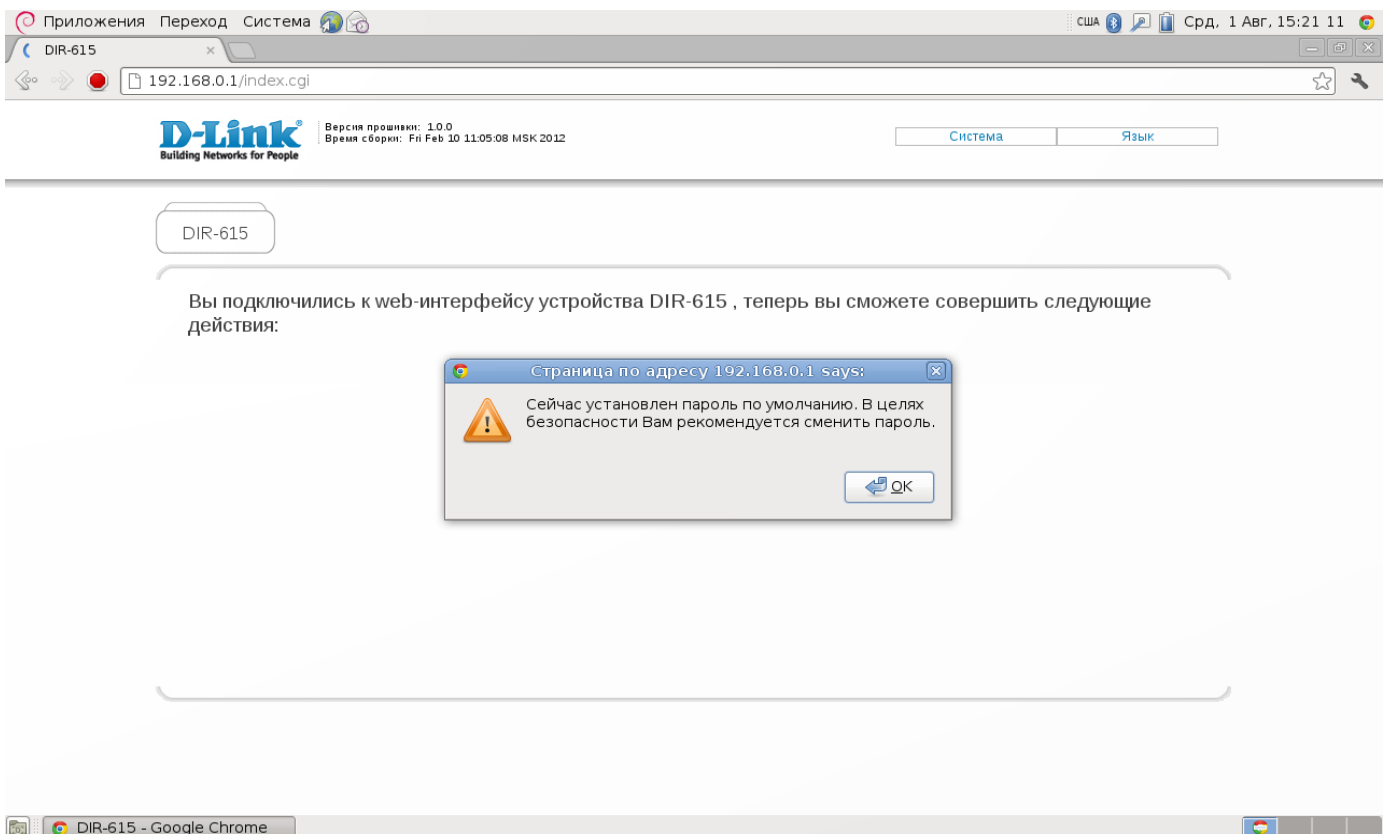 Приложения Переход Система
США Срд, 1 Авг, 15:21 11
DIR-615
192.168.0.1/index.cgi
D-Link®
Building Networks for People
Версия прошивки: 1.0.0
Время сборки: Fri Feb 10 11:05:08 MSK 2012
Система Язык
DIR-615
Вы подключились к web-интерфейсу устройства DIR-615 , теперь вы сможете совершить следующие
действия:
Страница по адресу 192.168.0.1 says:
Сейчас установлен пароль по умолчанию. В целях
безопасности Вам рекомендуется сменить пароль.
OK
DIR-615 - Google Chrome